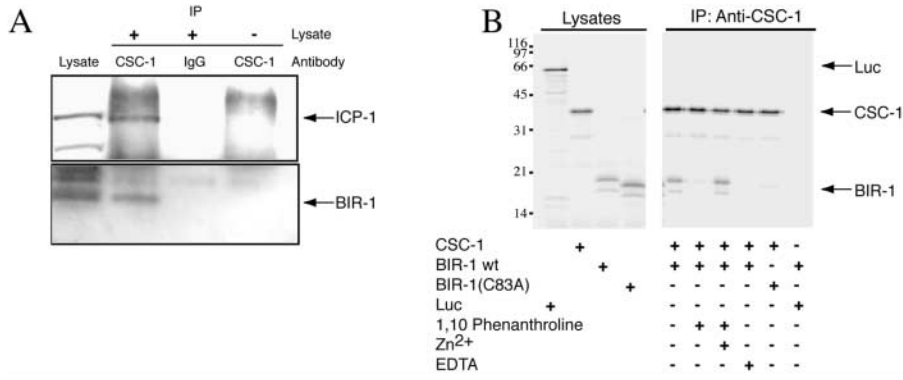 A
IP
+ + - Lysate
Lysate CSC-1 IgG CSC-1 Antibody
ICP-1
BIR-1
B
Lysates IP: Anti-CSC-1
116
97
66
45
31
21
14
Luc
CSC-1
BIR-1
CSC-1 + + + + + + -
BIR-1 wt + + + + + - +
BIR-1(C83A) + - - - - + -
Luc + - - - - - +
1,10 Phenanthroline - + + - - -
Zn2+ - - + - - -
EDTA - - - + - -